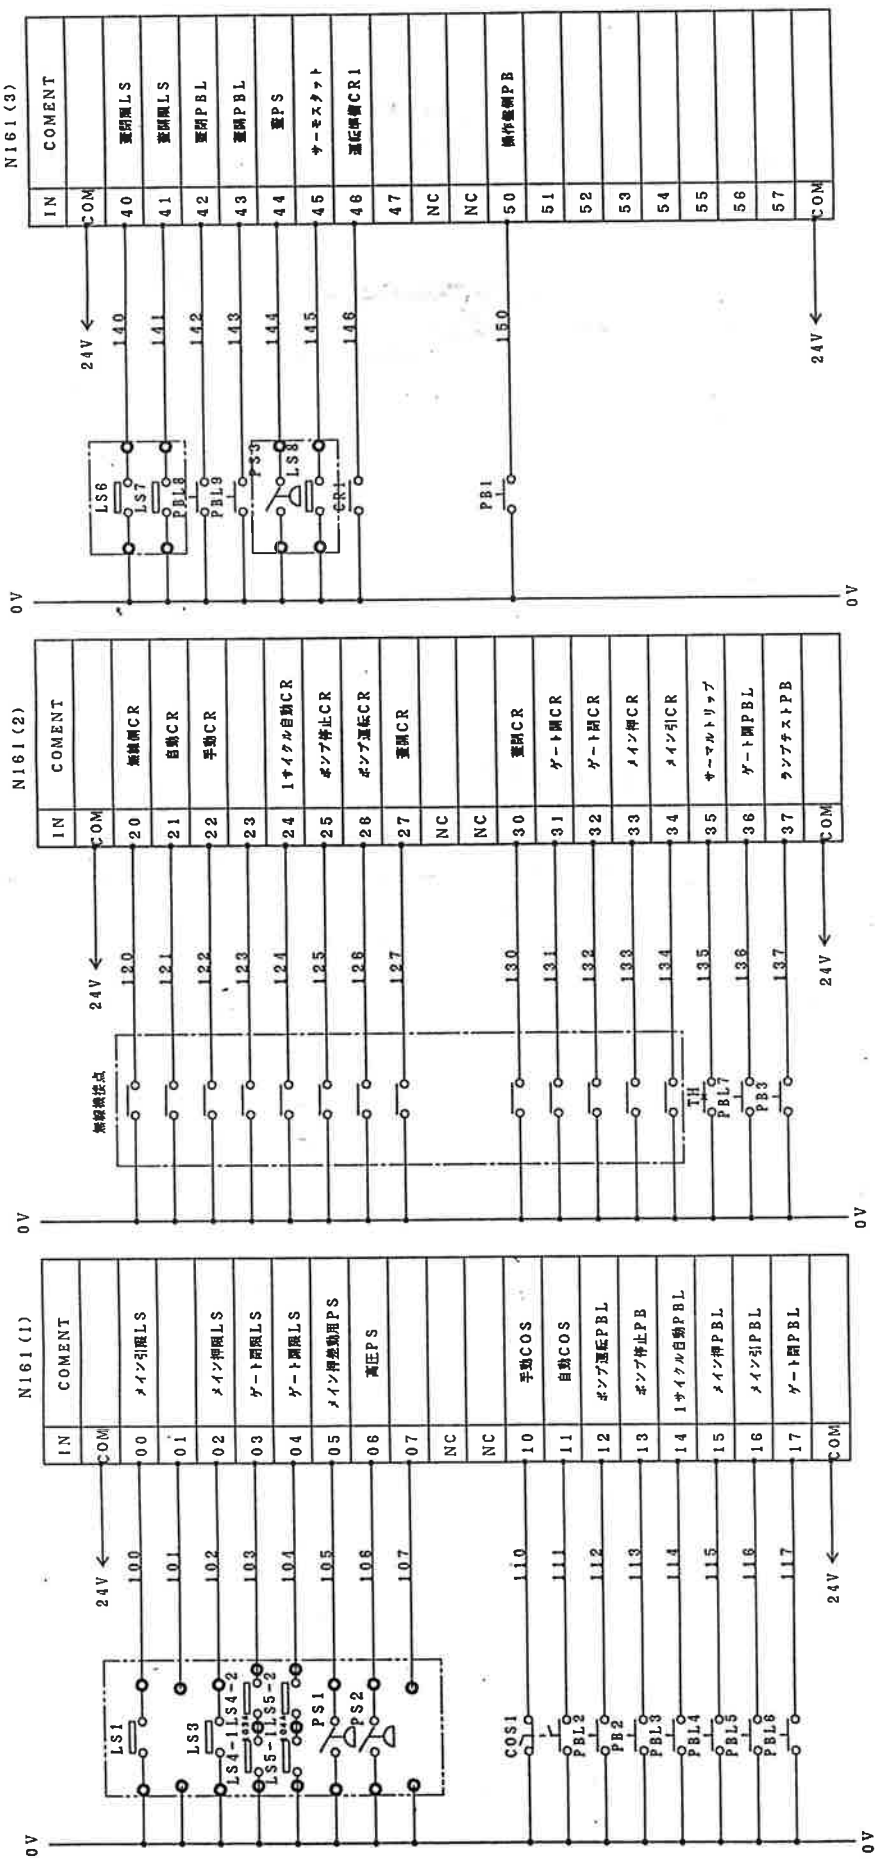 N161(1)
IN COMENT
COM 24V
00 メイン引限LS 100 LS1
01 101
02 メイン押限LS 102 LS3
03 ゲート閉限LS 103 LS4-1 LS4-2
04 ゲート開限LS 104 LS5-1 LS5-2
05 メイン押差動用PS 105 PS1
06 高圧PS 106 PS2
07 107
NC
NC
10 手動COS 110 COS1
11 自動COS 111
12 ポンプ運転PBL 112 PBL2
13 ポンプ停止PB 113 PB2
14 1サイクル自動PBL 114 PBL3
15 メイン押PBL 115 PBL4
16 メイン引PBL 116 PBL5
17 ゲート閉PBL 117 PBL6
COM 24V
0V
0V
N161(2)
IN COMENT
COM 24V
無線機接点
20 無線側CR 120
21 自動CR 121
22 手動CR 122
23 123
24 1サイクル自動CR 124
25 ポンプ停止CR 125
26 ポンプ運転CR 126
27 蓋開CR 127
NC
NC
30 蓋閉CR 130
31 ゲート開CR 131
32 ゲート閉CR 132
33 メイン押CR 133
34 メイン引CR 134
35 サーマルトリップ 135 TH
36 ゲート開PBL 136 PBL7
37 ランプテストPB 137 PB3
COM 24V
0V
0V
N161(3)
IN COMENT
COM 24V
40 蓋閉限LS 140 LS6
41 蓋開限LS 141 LS7
42 蓋閉PBL 142 PBL8
43 蓋開PBL 143 PBL9
44 蓋PS 144 PS3
45 サーモスタット 145 LS8
46 運転準備CR1 146 CR1
47
NC
NC
50 操作盤側PB 150 PB1
51
52
53
54
55
56
57
COM 24V
0V
0V